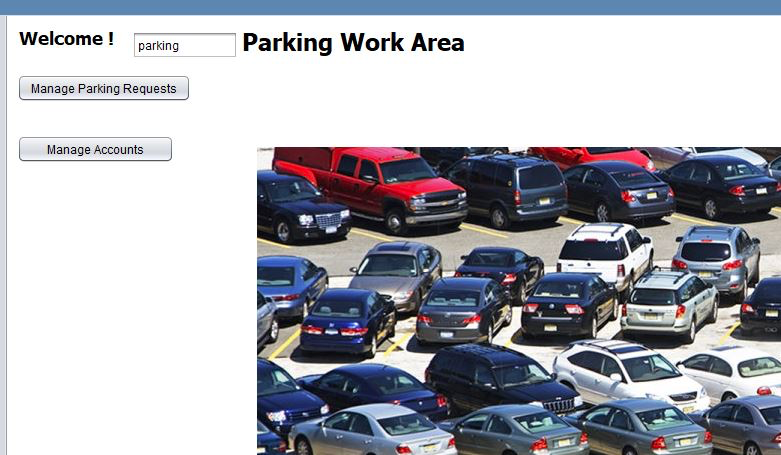 Welcome !
parking
Parking Work Area
Manage Parking Requests
Manage Accounts